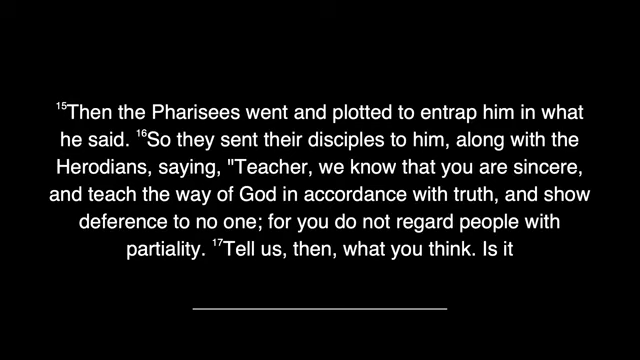 15Then the Pharisees went and plotted to entrap him in what
he said. 16So they sent their disciples to him, along with the
Herodians, saying, "Teacher, we know that you are sincere,
and teach the way of God in accordance with truth, and show
deference to no one; for you do not regard people with
partiality. 17Tell us, then, what you think. Is it